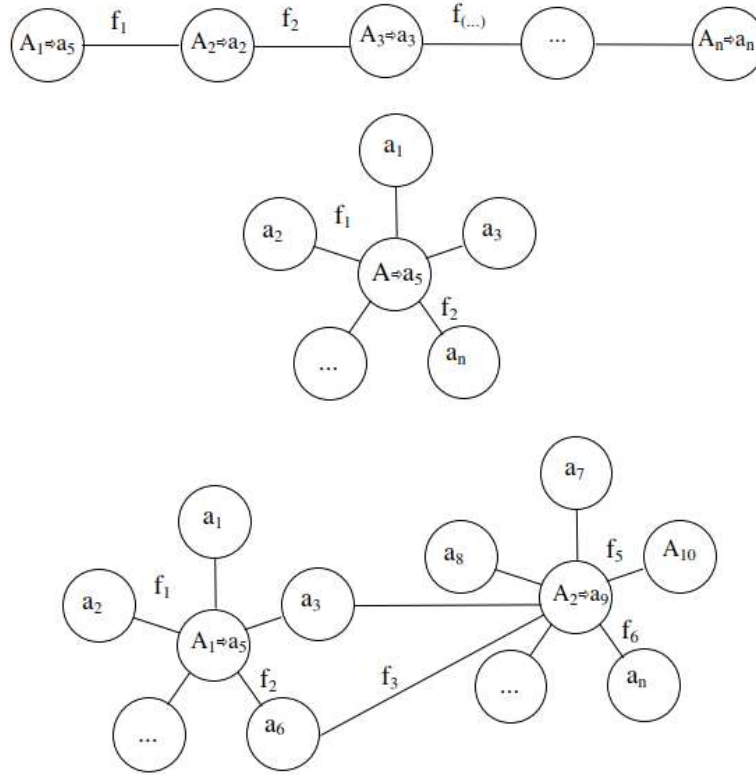 f₁ f₂ f₍...₎
A₁⇒a₅ A₂⇒a₂ A₃⇒a₃ ... Aₙ⇒aₙ
a₁
a₂ f₁ a₃
A⇒a₅
f₂
... aₙ
a₇
a₁ a₈ f₅ A₁₀
f₁ A₂⇒a₉
a₂ a₃
A₁⇒a₅ f₆
f₂ f₃ ... aₙ
... a₆